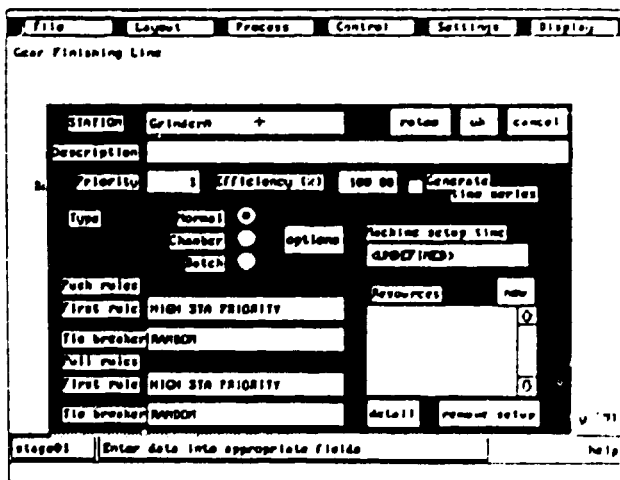 File Layout Process Control Settings Display
Gear Finishing Line
STATION GrinderA notes ok cancel
Description
Priority 1 Efficiency (%) 100.00 Generate
time series
Type Normal
Chamber options Machine setup time
Batch <UNDEFINED>
Push rules Resources new
First rule HIGH STA PRIORITY
Tie breaker RANDOM
Pull rules
First rule HIGH STA PRIORITY
Tie breaker RANDOM detail remove setup
stage01 Enter data into appropriate fields help